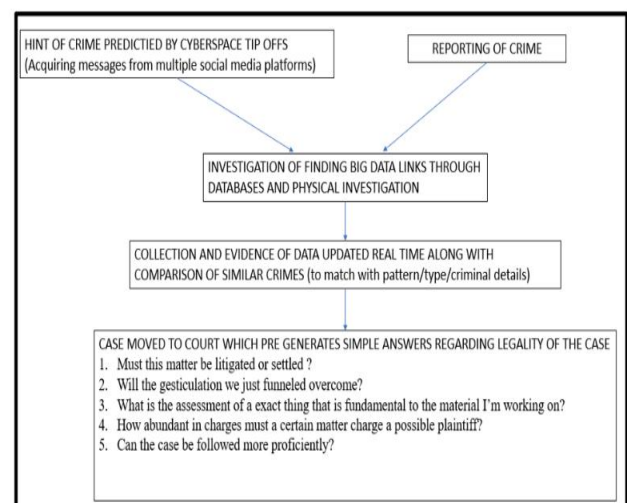 HINT OF CRIME PREDICTIED BY CYBERSPACE TIP OFFS
(Acquiring messages from multiple social media platforms)
REPORTING OF CRIME
INVESTIGATION OF FINDING BIG DATA LINKS THROUGH
DATABASES AND PHYSICAL INVESTIGATION
COLLECTION AND EVIDENCE OF DATA UPDATED REAL TIME ALONG WITH
COMPARISON OF SIMILAR CRIMES (to match with pattern/type/criminal details)
CASE MOVED TO COURT WHICH PRE GENERATES SIMPLE ANSWERS REGARDING LEGALITY OF THE CASE
1. Must this matter be litigated or settled ?
2. Will the gesticulation we just funneled overcome?
3. What is the assessment of a exact thing that is fundamental to the material I'm working on?
4. How abundant in charges must a certain matter charge a possible plaintiff?
5. Can the case be followed more proficiently?